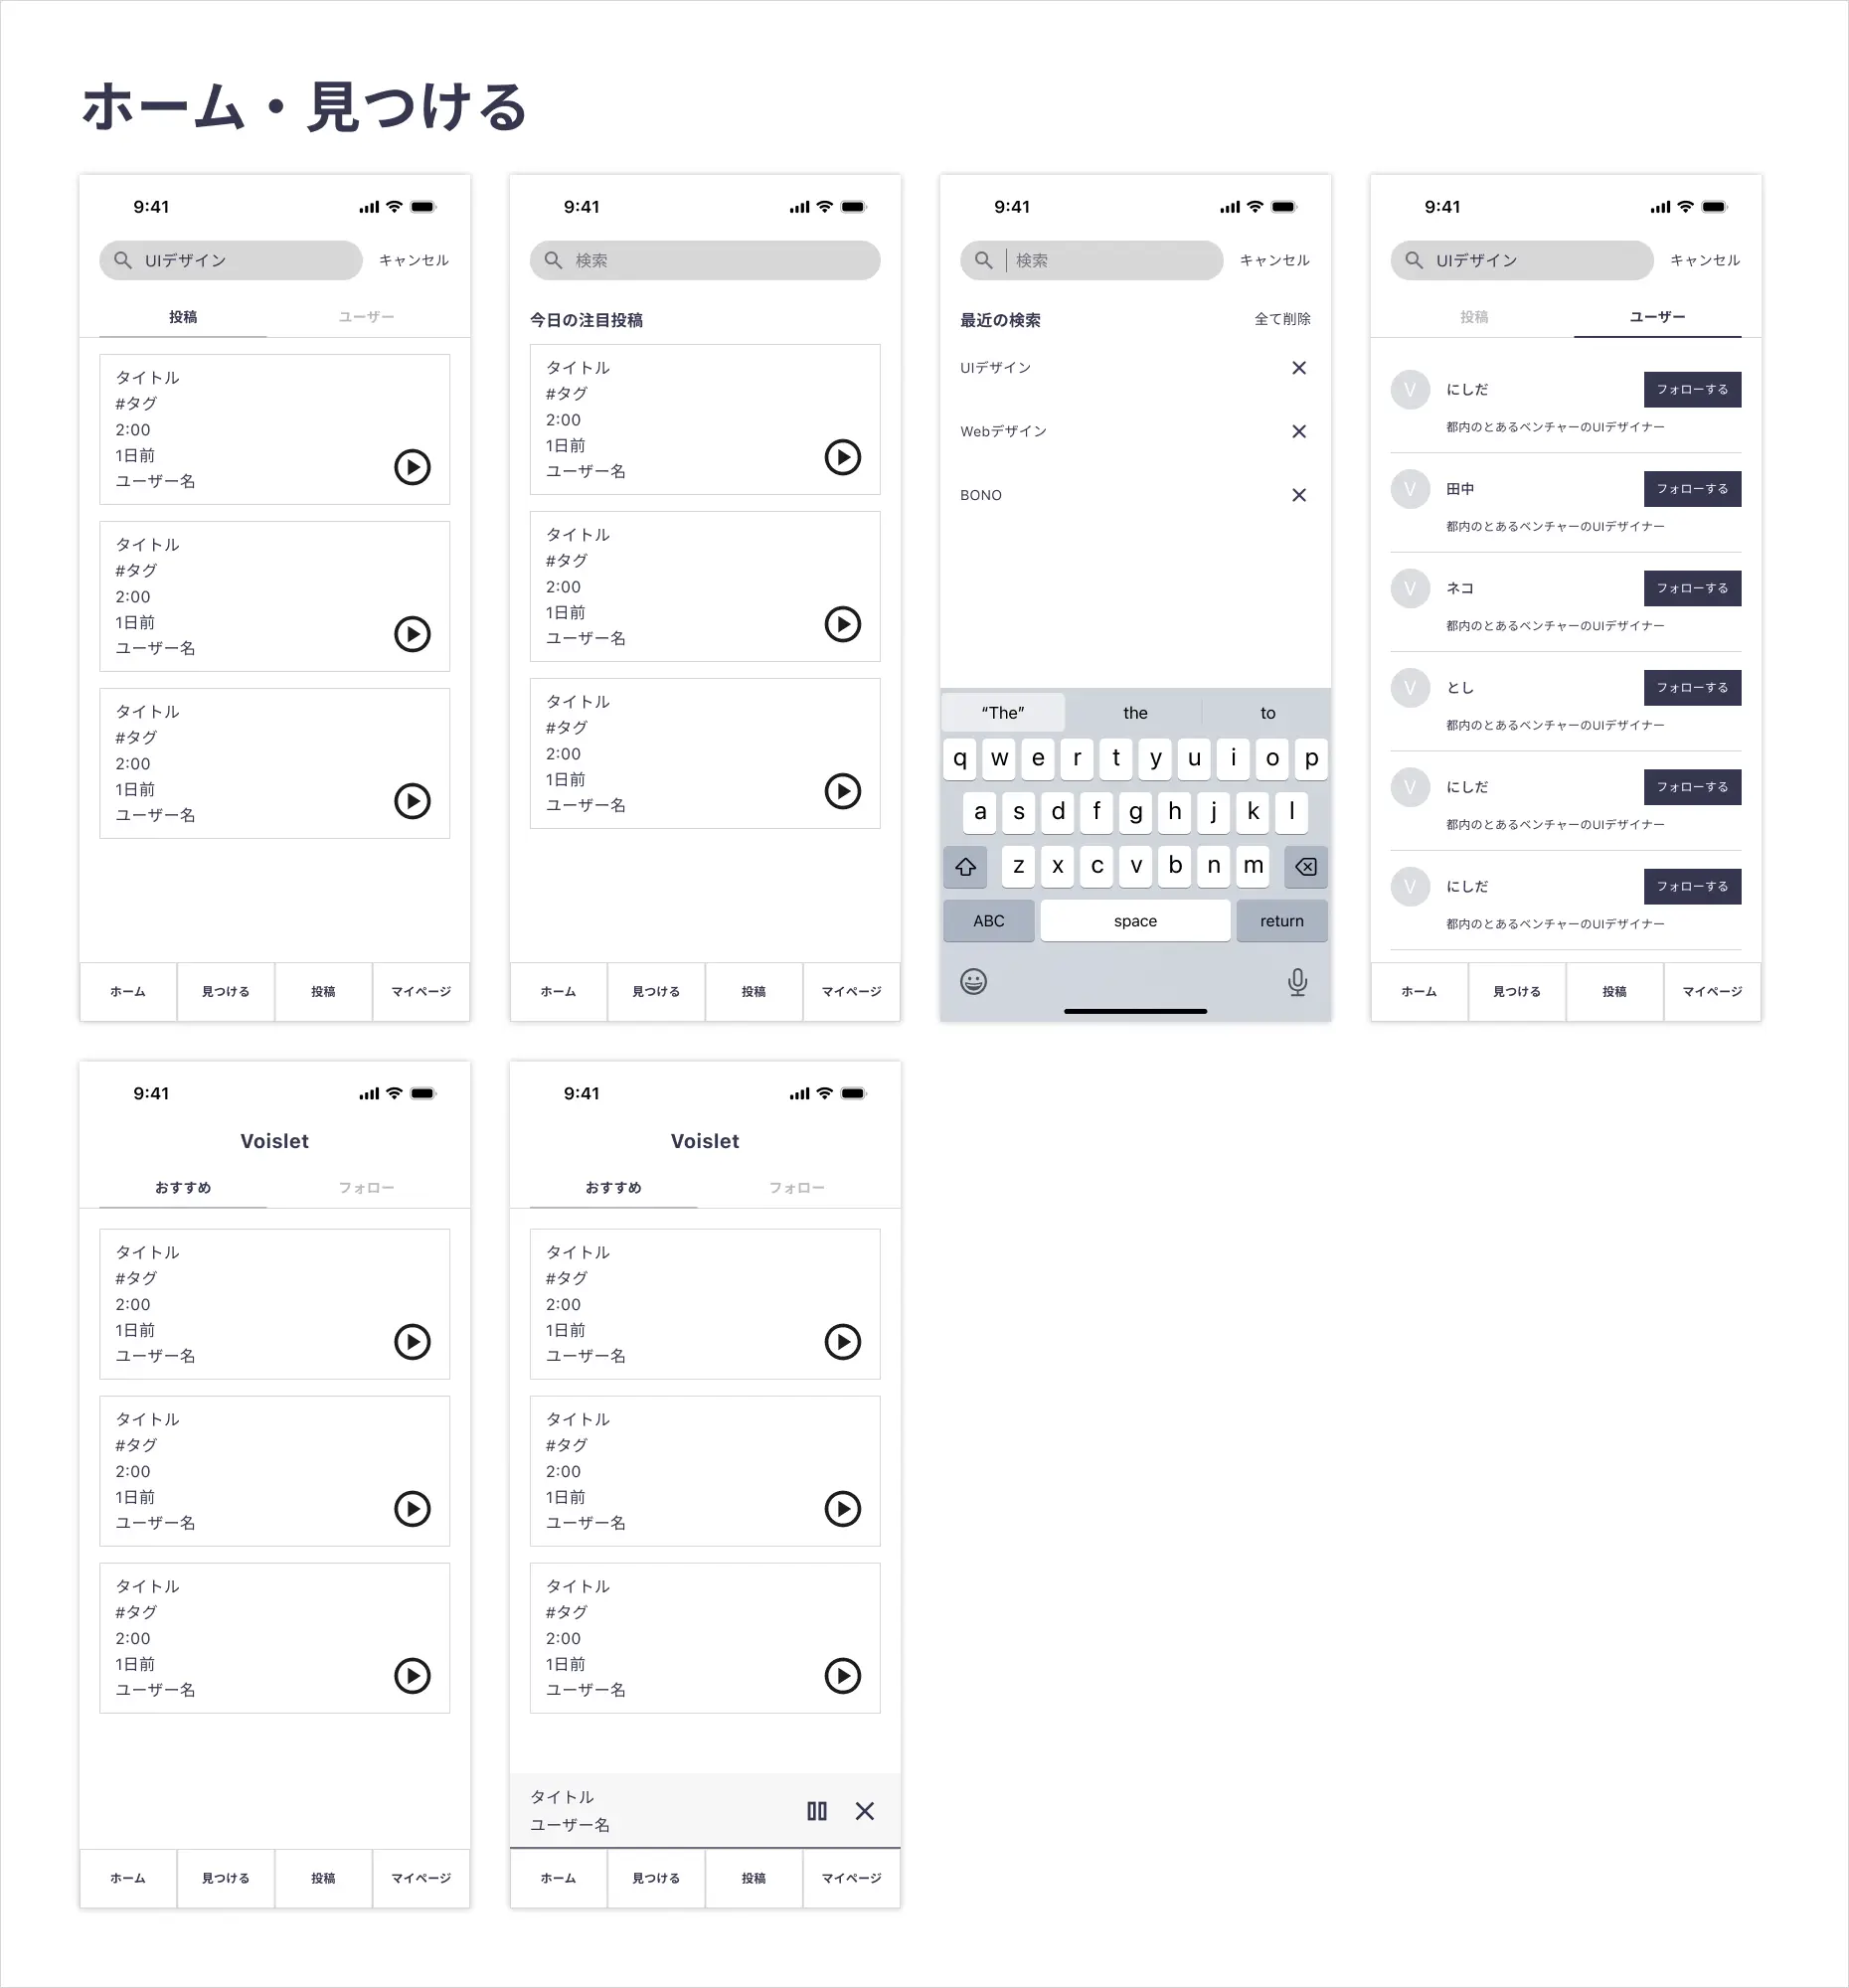 ホーム・見つける
9:41
UIデザイン
キャンセル
投稿
ユーザー
タイトル
#タグ
2:00
1日前
ユーザー名
タイトル
#タグ
2:00
1日前
ユーザー名
タイトル
#タグ
2:00
1日前
ユーザー名
ホーム
見つける
投稿
マイページ
9:41
検索
今日の注目投稿
タイトル
#タグ
2:00
1日前
ユーザー名
タイトル
#タグ
2:00
1日前
ユーザー名
タイトル
#タグ
2:00
1日前
ユーザー名
ホーム
見つける
投稿
マイページ
9:41
検索
キャンセル
最近の検索
全て削除
UIデザイン
Webデザイン
BONO
“The”
the
to
q w e r t y u i o p
a s d f g h j k l
z x c v b n m
ABC
space
return
9:41
UIデザイン
キャンセル
投稿
ユーザー
V
にしだ
フォローする
都内のとあるベンチャーのUIデザイナー
V
田中
フォローする
都内のとあるベンチャーのUIデザイナー
V
ネコ
フォローする
都内のとあるベンチャーのUIデザイナー
V
とし
フォローする
都内のとあるベンチャーのUIデザイナー
V
にしだ
フォローする
都内のとあるベンチャーのUIデザイナー
V
にしだ
フォローする
都内のとあるベンチャーのUIデザイナー
ホーム
見つける
投稿
マイページ
9:41
Voislet
おすすめ
フォロー
タイトル
#タグ
2:00
1日前
ユーザー名
タイトル
#タグ
2:00
1日前
ユーザー名
タイトル
#タグ
2:00
1日前
ユーザー名
ホーム
見つける
投稿
マイページ
9:41
Voislet
おすすめ
フォロー
タイトル
#タグ
2:00
1日前
ユーザー名
タイトル
#タグ
2:00
1日前
ユーザー名
タイトル
#タグ
2:00
1日前
ユーザー名
タイトル
ユーザー名
ホーム
見つける
投稿
マイページ